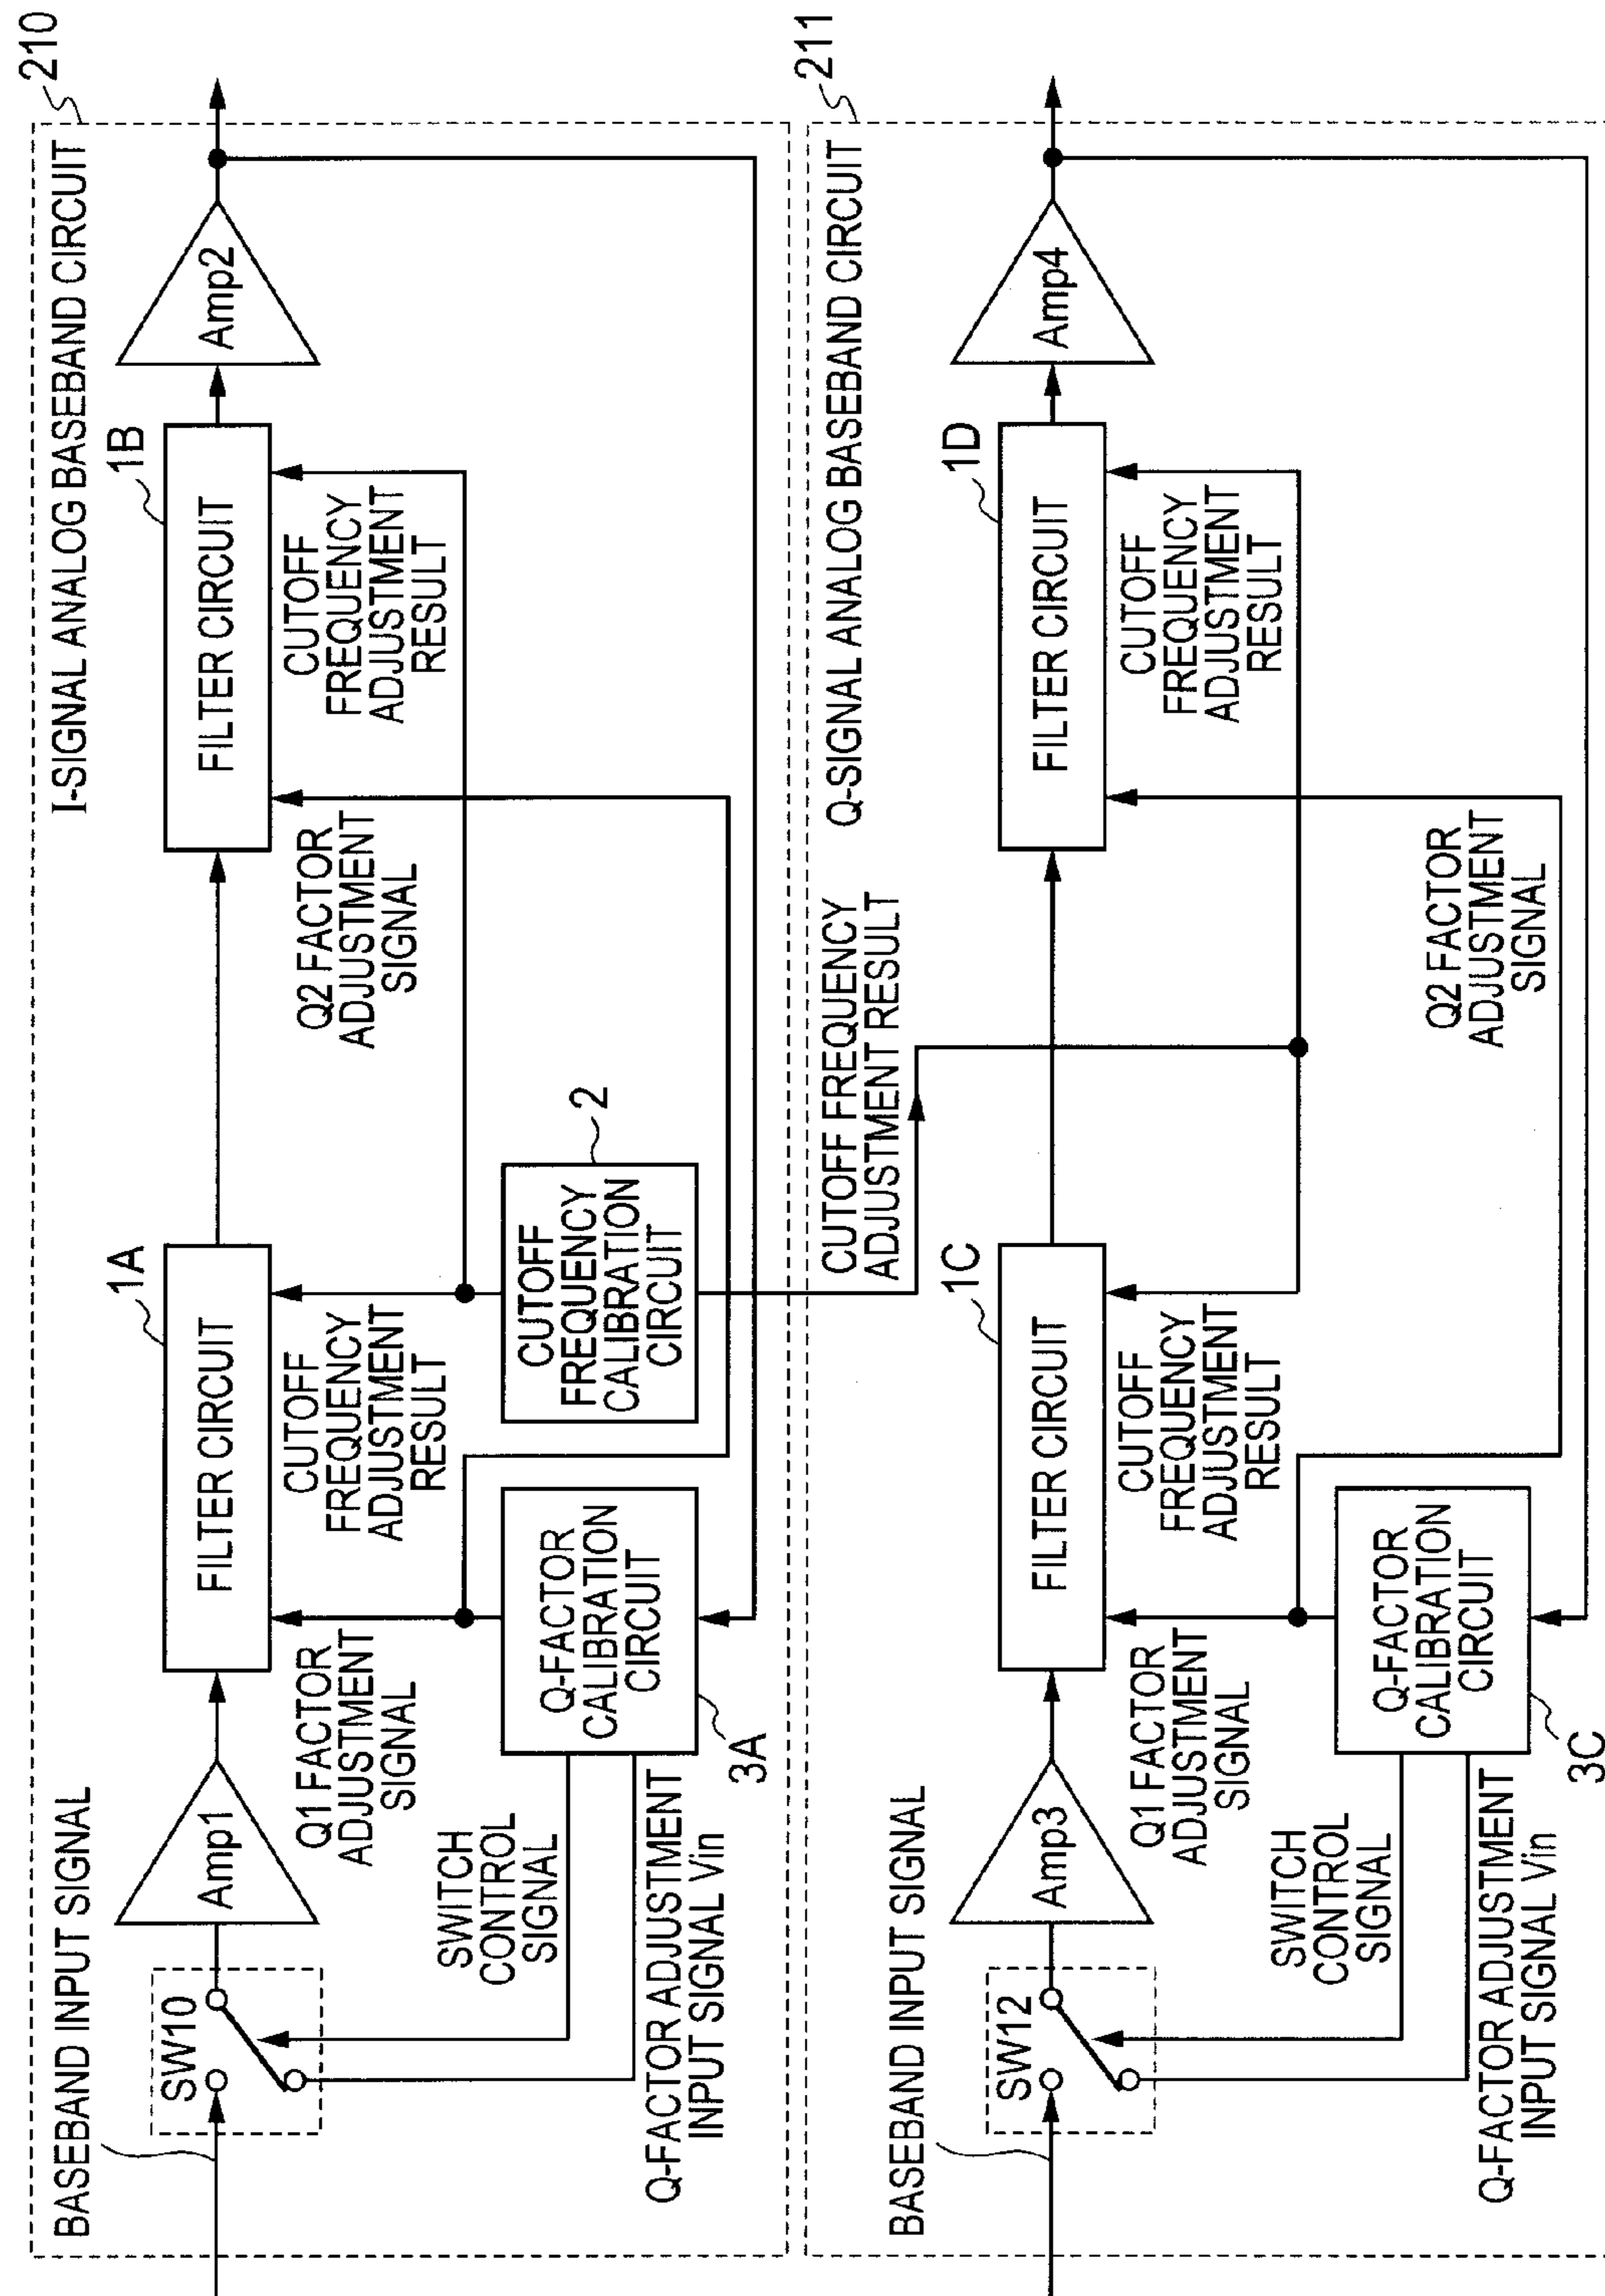 210
I-SIGNAL ANALOG BASEBAND CIRCUIT
BASEBAND INPUT SIGNAL
SW10
Amp1
FILTER CIRCUIT
1A
FILTER CIRCUIT
1B
Amp2
Q1 FACTOR
ADJUSTMENT
SIGNAL
CUTOFF
FREQUENCY
ADJUSTMENT
RESULT
Q2 FACTOR
ADJUSTMENT
SIGNAL
CUTOFF
FREQUENCY
ADJUSTMENT
RESULT
SWITCH
CONTROL
SIGNAL
Q-FACTOR
CALIBRATION
CIRCUIT
3A
CUTOFF
FREQUENCY
CALIBRATION
CIRCUIT
2
Q-FACTOR ADJUSTMENT
INPUT SIGNAL Vin
211
Q-SIGNAL ANALOG BASEBAND CIRCUIT
CUTOFF FREQUENCY
ADJUSTMENT RESULT
BASEBAND INPUT SIGNAL
SW12
Amp3
FILTER CIRCUIT
1C
FILTER CIRCUIT
1D
Amp4
Q1 FACTOR
ADJUSTMENT
SIGNAL
CUTOFF
FREQUENCY
ADJUSTMENT
RESULT
CUTOFF
FREQUENCY
ADJUSTMENT
RESULT
SWITCH
CONTROL
SIGNAL
Q-FACTOR
CALIBRATION
CIRCUIT
3C
Q2 FACTOR
ADJUSTMENT
SIGNAL
Q-FACTOR ADJUSTMENT
INPUT SIGNAL Vin